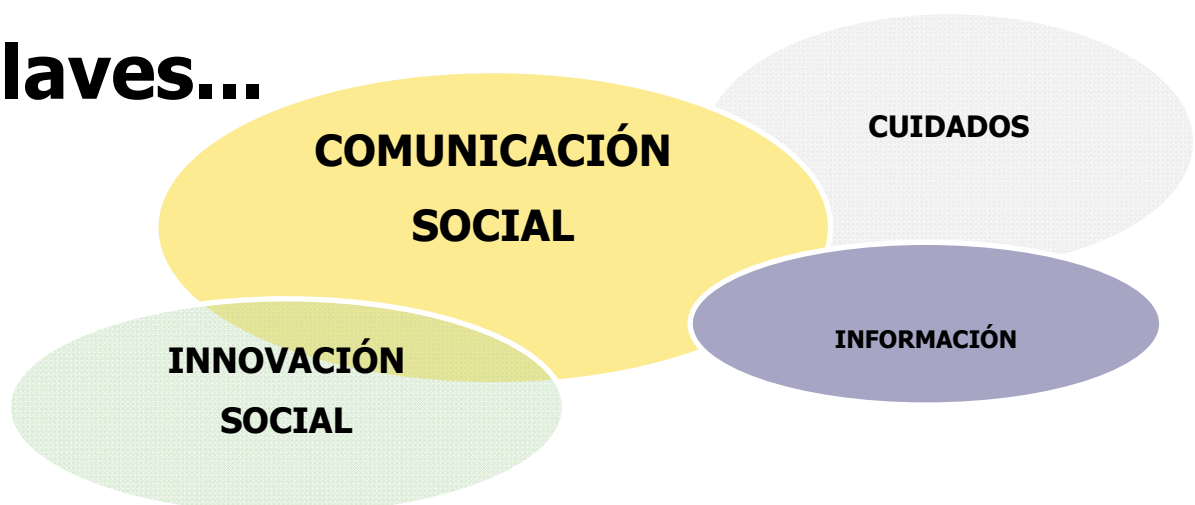 laves...
COMUNICACIÓN
SOCIAL
CUIDADOS
INFORMACIÓN
INNOVACIÓN
SOCIAL